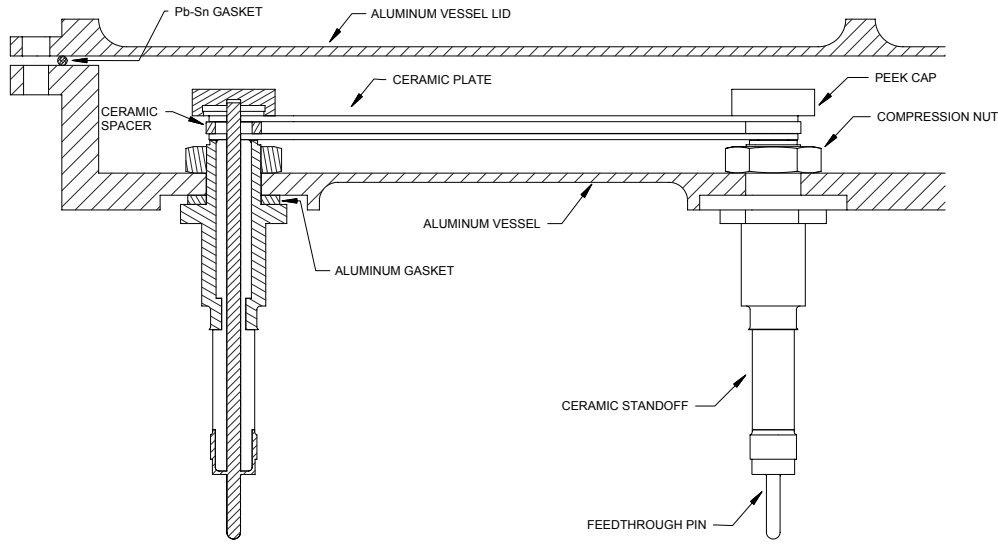 Pb-Sn GASKET
ALUMINUM VESSEL LID
CERAMIC PLATE
PEEK CAP
CERAMIC
SPACER
COMPRESSION NUT
ALUMINUM VESSEL
ALUMINUM GASKET
CERAMIC STANDOFF
FEEDTHROUGH PIN